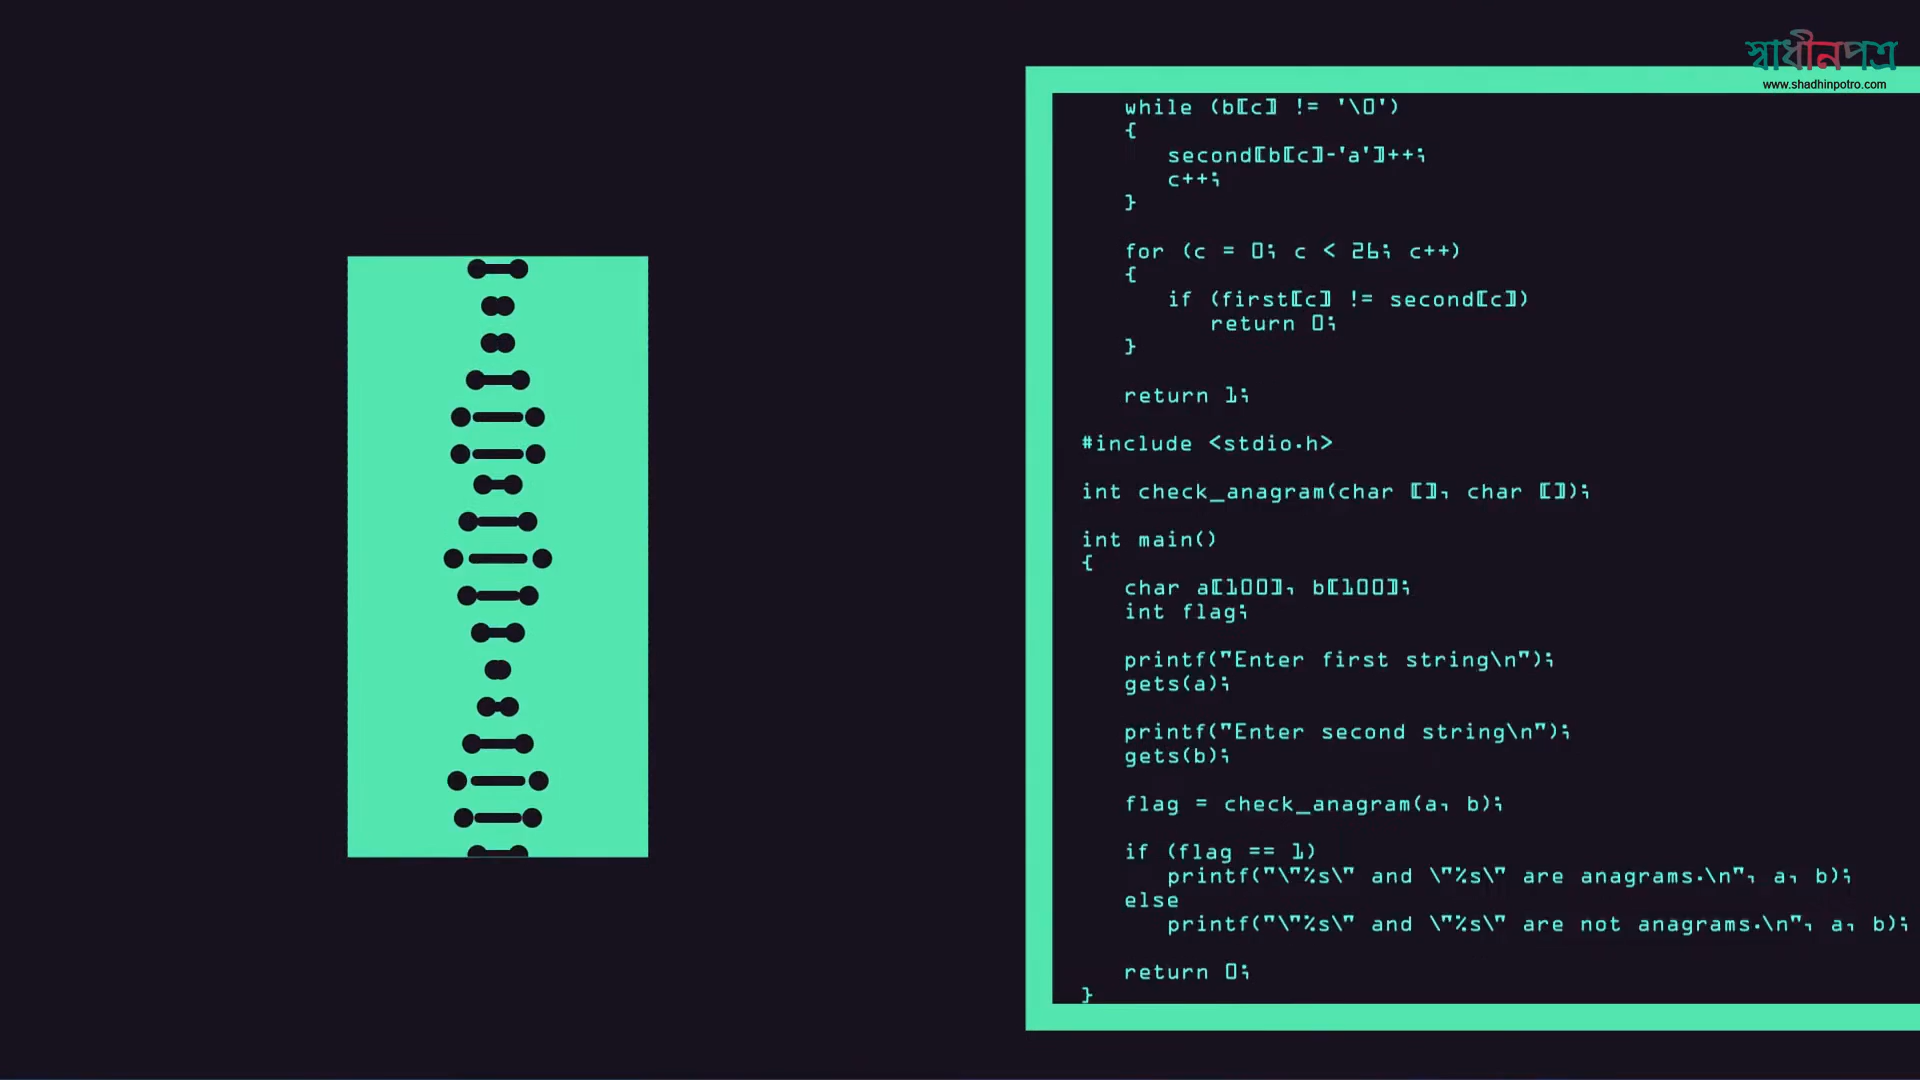 স্বাধীনপত্র
www.shadhinpotro.com
while (b[c] != '\0')
{
second[b[c]-'a']++;
c++;
}
for (c = 0; c < 26; c++)
{
if (first[c] != second[c])
return 0;
}
return 1;
#include <stdio.h>
int check_anagram(char [], char []);
int main()
{
char a[100], b[100];
int flag;
printf("Enter first string\n");
gets(a);
printf("Enter second string\n");
gets(b);
flag = check_anagram(a, b);
if (flag == 1)
printf("\"%s\" and \"%s\" are anagrams.\n", a, b);
else
printf("\"%s\" and \"%s\" are not anagrams.\n", a, b);
return 0;
}